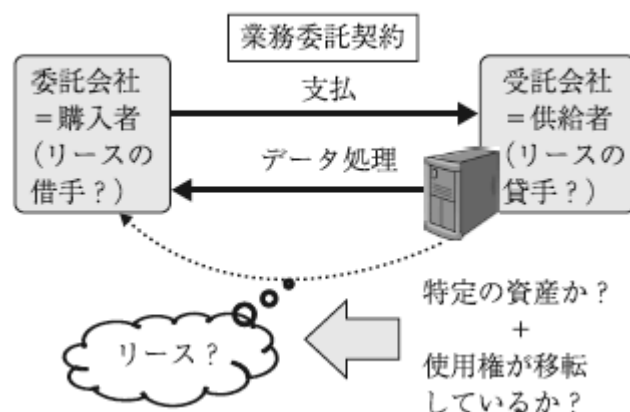 業務委託契約
委託会社
＝購入者
(リースの
借手？)
支払
データ処理
受託会社
＝供給者
(リースの
貸手？)
リース？
特定の資産か？
＋
使用権が移転
しているか？